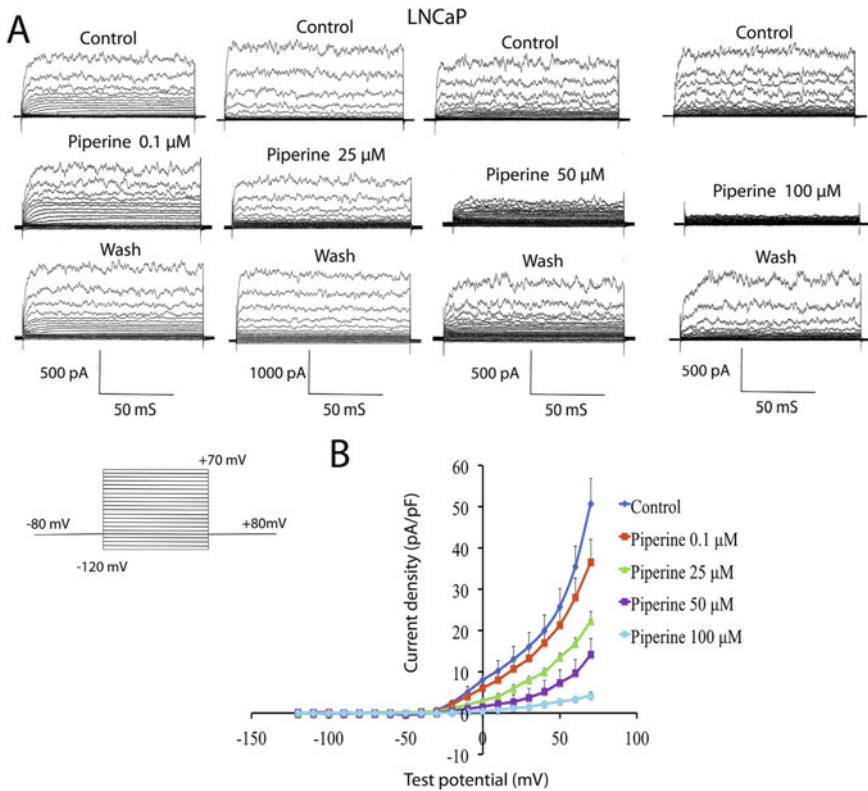 A
LNCaP
Control
Control
Control
Control
Piperine 0.1 µM
Piperine 25 µM
Piperine 50 µM
Piperine 100 µM
Wash
Wash
Wash
Wash
500 pA
50 mS
1000 pA
50 mS
500 pA
50 mS
500 pA
50 mS
+70 mV
-80 mV
+80mV
-120 mV
B
Current density (pA/pF)
60
50
40
30
20
10
0
-10
-150
-100
-50
0
50
100
Test potential (mV)
Control
Piperine 0.1 µM
Piperine 25 µM
Piperine 50 µM
Piperine 100 µM